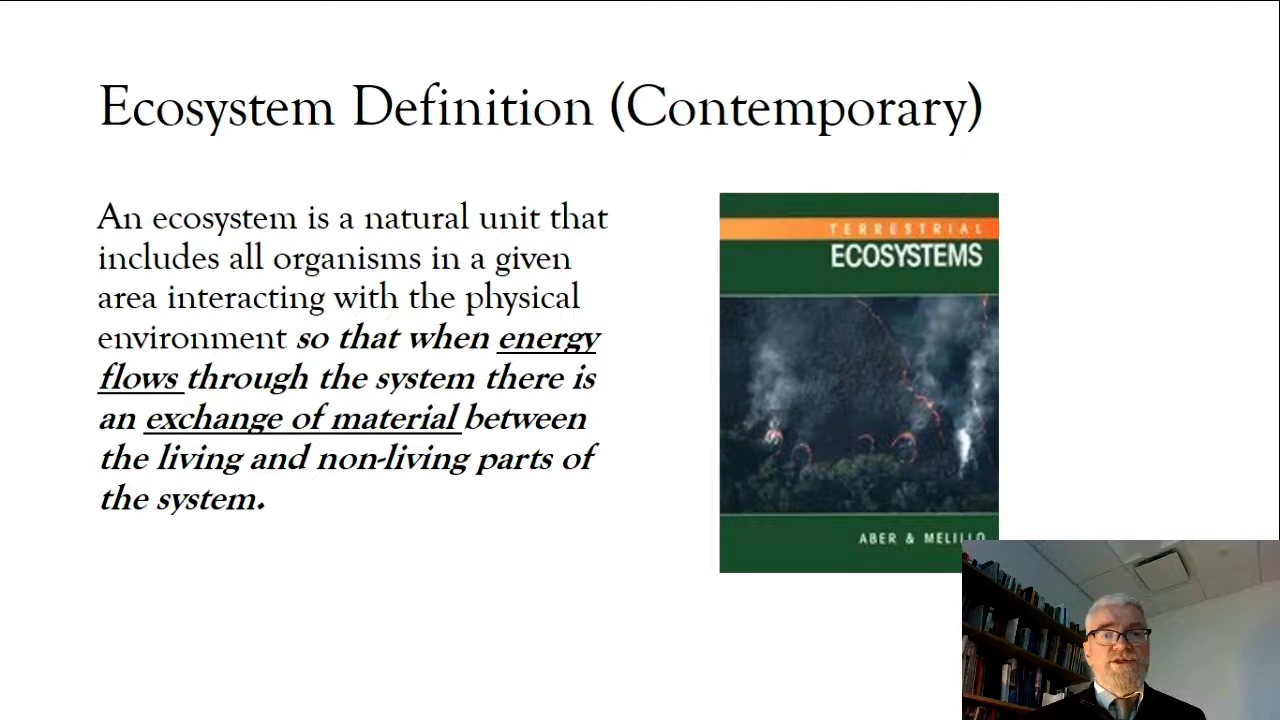 Ecosystem Definition (Contemporary)
An ecosystem is a natural unit that
includes all organisms in a given
area interacting with the physical
environment so that when energy
flows through the system there is
an exchange of material between
the living and non-living parts of
the system.
TERRESTRIAL
ECOSYSTEMS
ABER & MELILLO